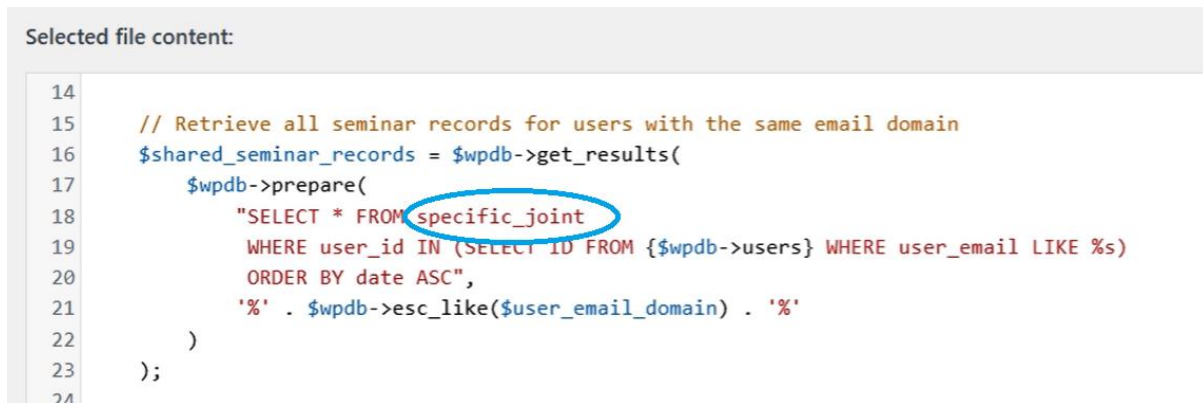 Selected file content:
14
15 // Retrieve all seminar records for users with the same email domain
16 $shared_seminar_records = $wpdb->get_results(
17 $wpdb->prepare(
18 "SELECT * FROM specific_joint
19 WHERE user_id IN (SELECT ID FROM {$wpdb->users} WHERE user_email LIKE %s)
20 ORDER BY date ASC",
21 '%' . $wpdb->esc_like($user_email_domain) . '%'
22 )
23 );
24